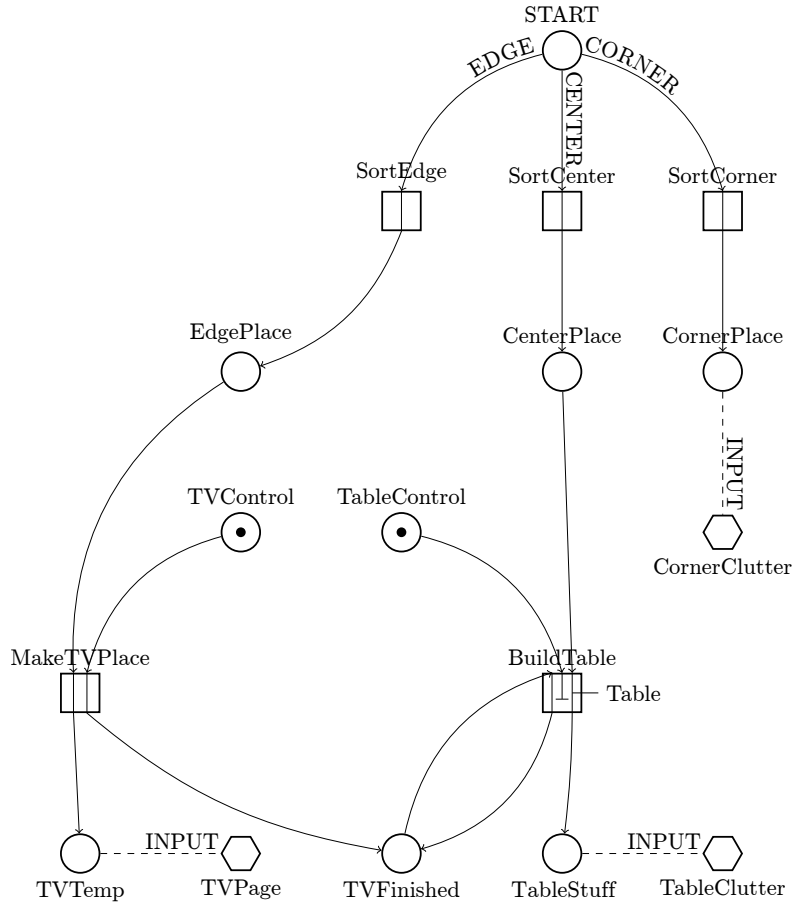 START
EDGE
CORNER
CENTER
SortEdge
SortCenter
SortCorner
EdgePlace
CenterPlace
CornerPlace
INPUT
TVControl
TableControl
CornerClutter
MakeTVPlace
BuildTable
Table
INPUT
INPUT
TVTemp
TVPage
TVFinished
TableStuff
TableClutter